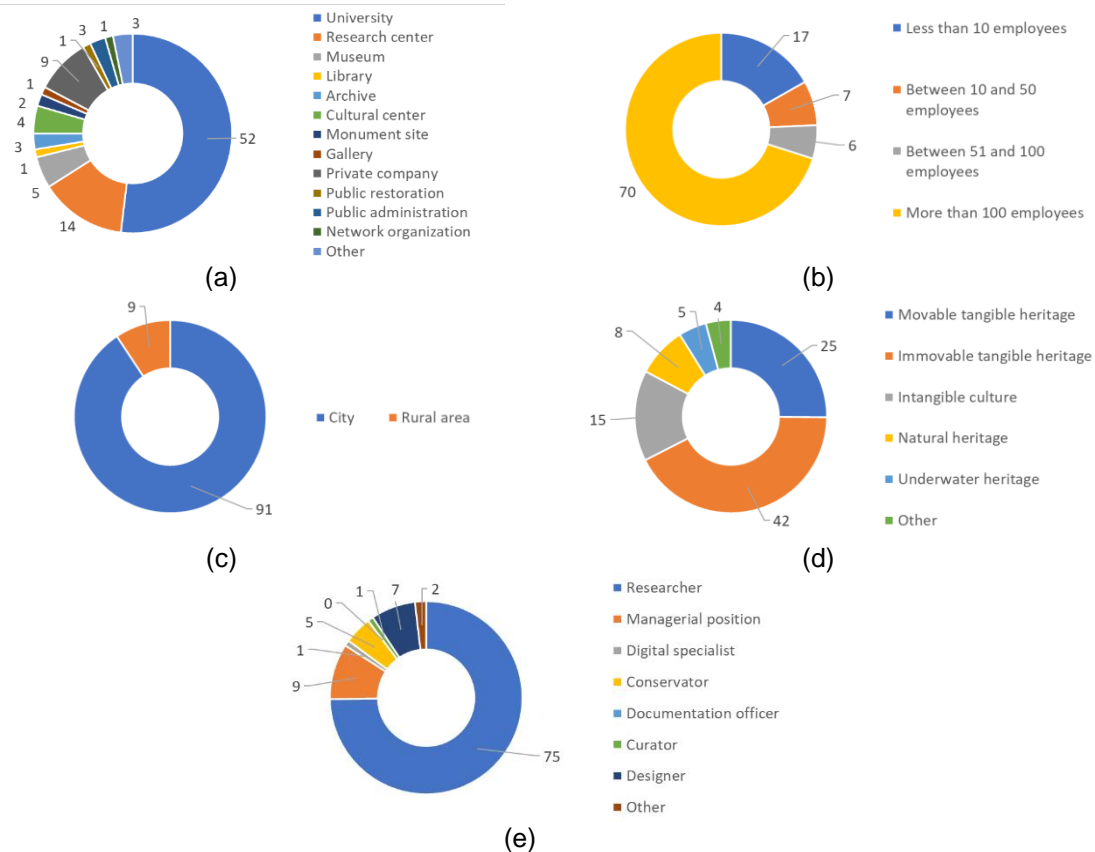 3
1
3
1
9
1
2
4
3
1
5
14
52
University
Research center
Museum
Library
Archive
Cultural center
Monument site
Gallery
Private company
Public restoration
Public administration
Network organization
Other
(a)
17
7
6
70
Less than 10 employees
Between 10 and 50
employees
Between 51 and 100
employees
More than 100 employees
(b)
9
91
City
Rural area
(c)
4
5
8
15
25
42
Movable tangible heritage
Immovable tangible heritage
Intangible culture
Natural heritage
Underwater heritage
Other
(d)
2
7
1
0
5
1
9
75
Researcher
Managerial position
Digital specialist
Conservator
Documentation officer
Curator
Designer
Other
(e)